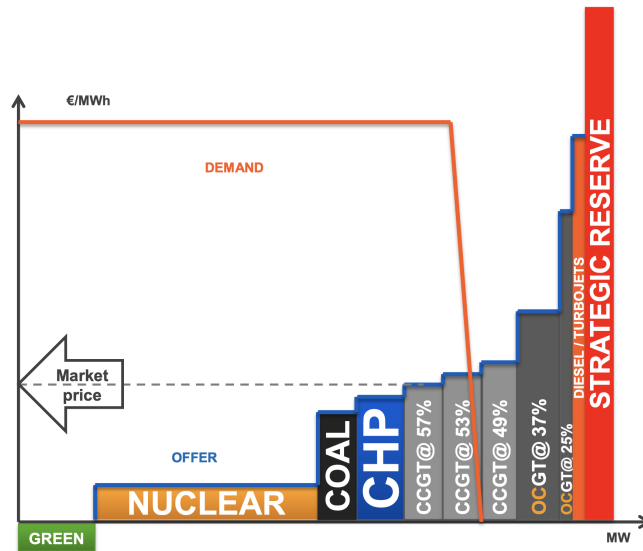 €/MWh
DEMAND
Market
price
OFFER
GREEN
NUCLEAR
COAL
CHP
CCGT@ 57%
CCGT@ 53%
CCGT@ 49%
OCGT@ 37%
OCGT@ 25%
DIESEL / TURBOJETS
STRATEGIC RESERVE
MW